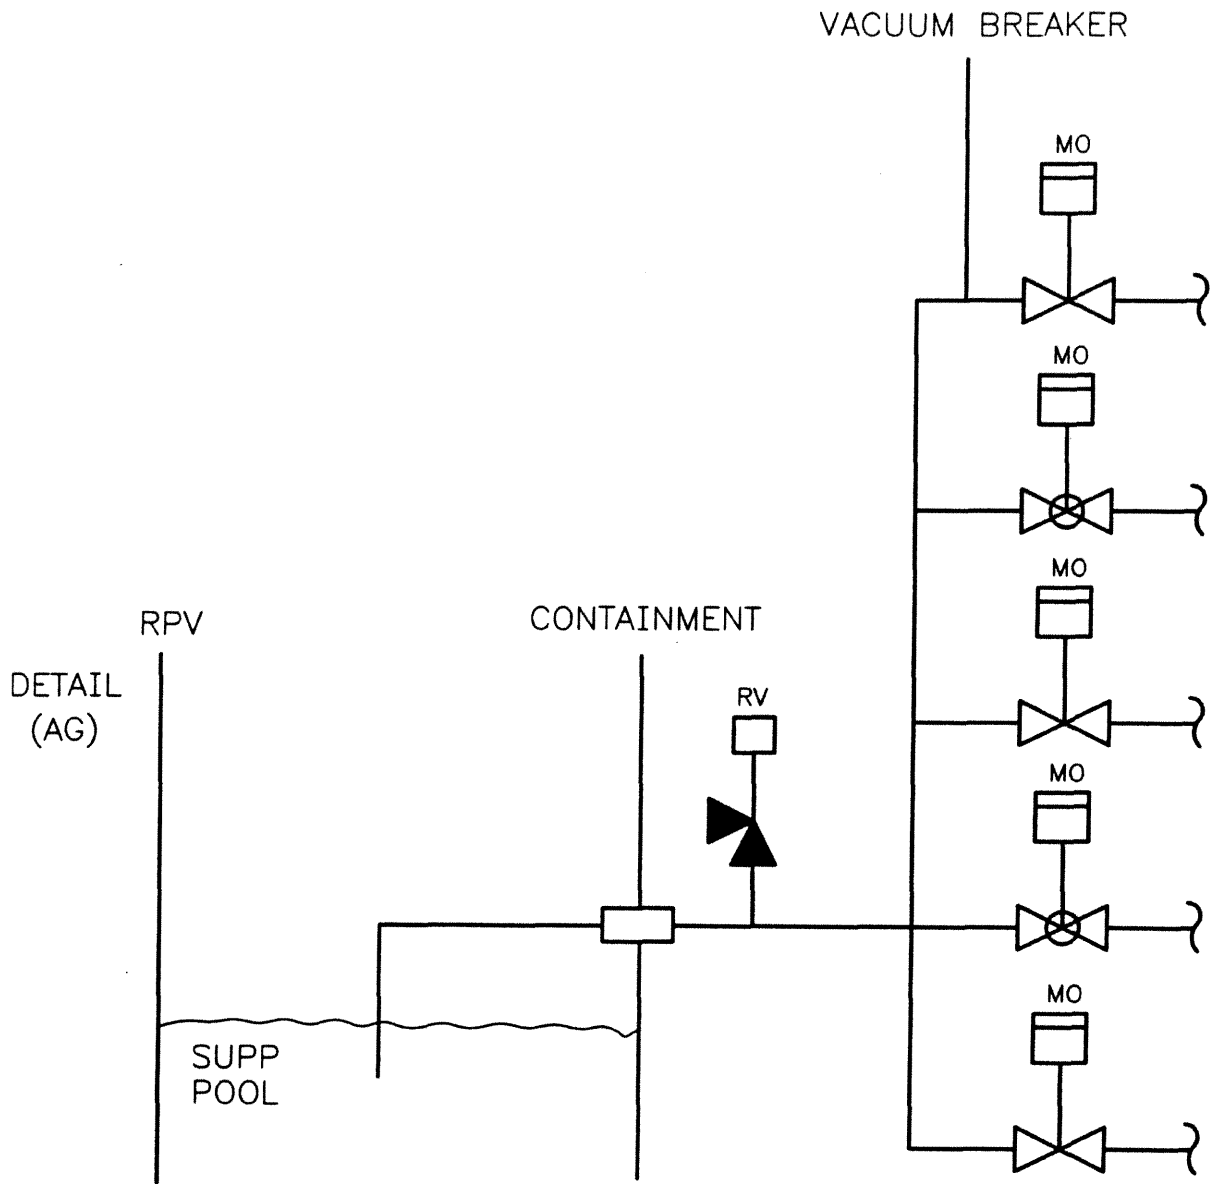 VACUUM BREAKER
MO
MO
MO
RPV
CONTAINMENT
DETAIL
(AG)
RV
MO
MO
SUPP
POOL